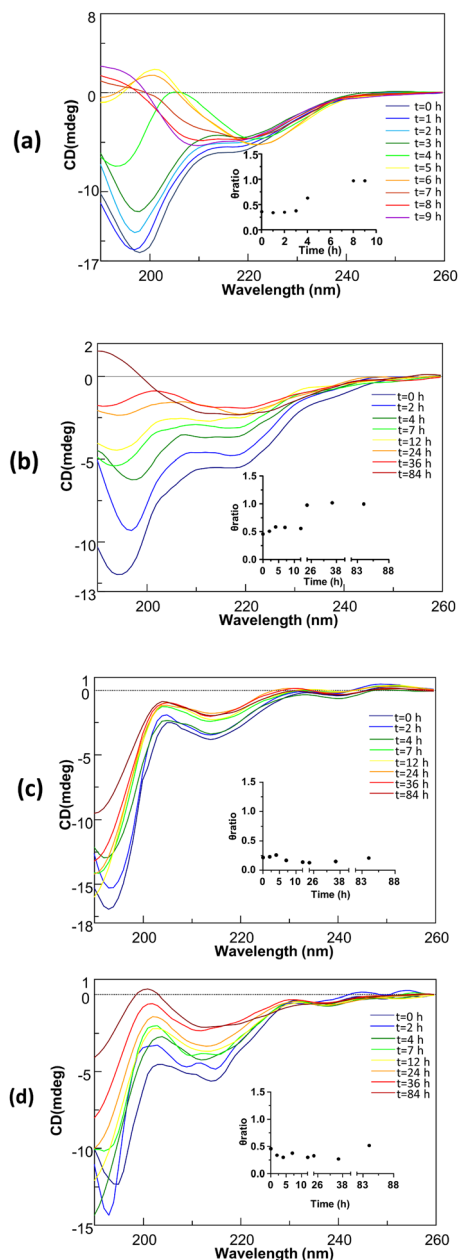 (a)
CD(mdeg)
8
0
-10
-17
200
220
240
260
Wavelength (nm)
t=0 h
t=1 h
t=2 h
t=3 h
t=4 h
t=5 h
t=6 h
t=7 h
t=8 h
t=9 h
θratio
1.5
1.0
0.5
0.0
0 2 4 6 8 10
Time (h)
(b)
CD(mdeg)
2
0
-5
-10
-13
200
220
240
260
Wavelength (nm)
t=0 h
t=2 h
t=4 h
t=7 h
t=12 h
t=24 h
t=36 h
t=84 h
θratio
1.5
1.0
0.5
0.0
0 5 10 26 38 83 88
Time (h)
(c)
CD(mdeg)
1
0
-5
-10
-15
-18
200
220
240
260
Wavelength (nm)
t=0 h
t=2 h
t=4 h
t=7 h
t=12 h
t=24 h
t=36 h
t=84 h
θratio
1.5
1.0
0.5
0.0
0 5 10 26 38 83 88
Time (h)
(d)
CD(mdeg)
1
0
-5
-10
-15
200
220
240
260
Wavelength (nm)
t=0 h
t=2 h
t=4 h
t=7 h
t=12 h
t=24 h
t=36 h
t=84 h
θratio
1.5
1.0
0.5
0.0
0 5 10 26 38 83 88
Time (h)